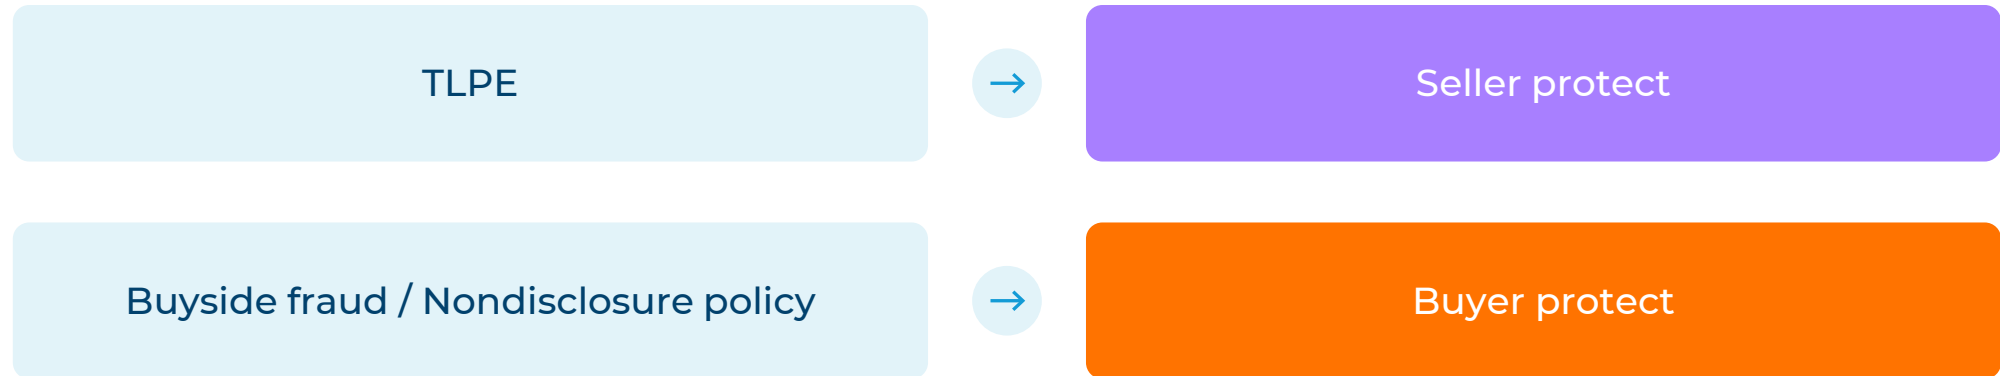 TLPE
Seller protect
Buyside fraud / Nondisclosure policy
Buyer protect